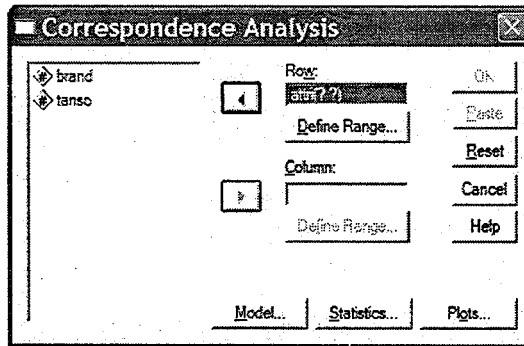 Correspondence Analysis
brand
tanso
Row:
Define Range...
Column:
Define Range...
OK
Paste
Reset
Cancel
Help
Model...
Statistics...
Plots...